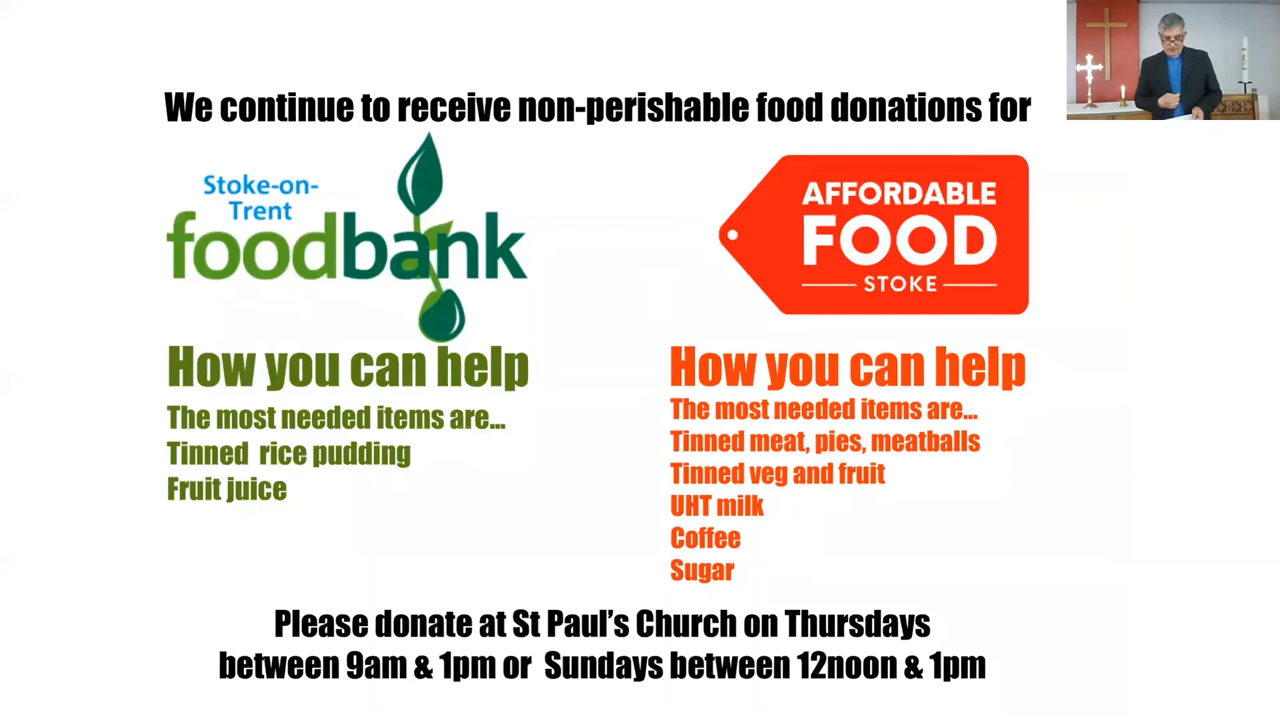 We continue to receive non-perishable food donations for
Stoke-on-
Trent
foodbank
How you can help
The most needed items are...
Tinned rice pudding
Fruit juice
AFFORDABLE
FOOD
STOKE
How you can help
The most needed items are...
Tinned meat, pies, meatballs
Tinned veg and fruit
UHT milk
Coffee
Sugar
Please donate at St Paul's Church on Thursdays
between 9am & 1pm or Sundays between 12noon & 1pm